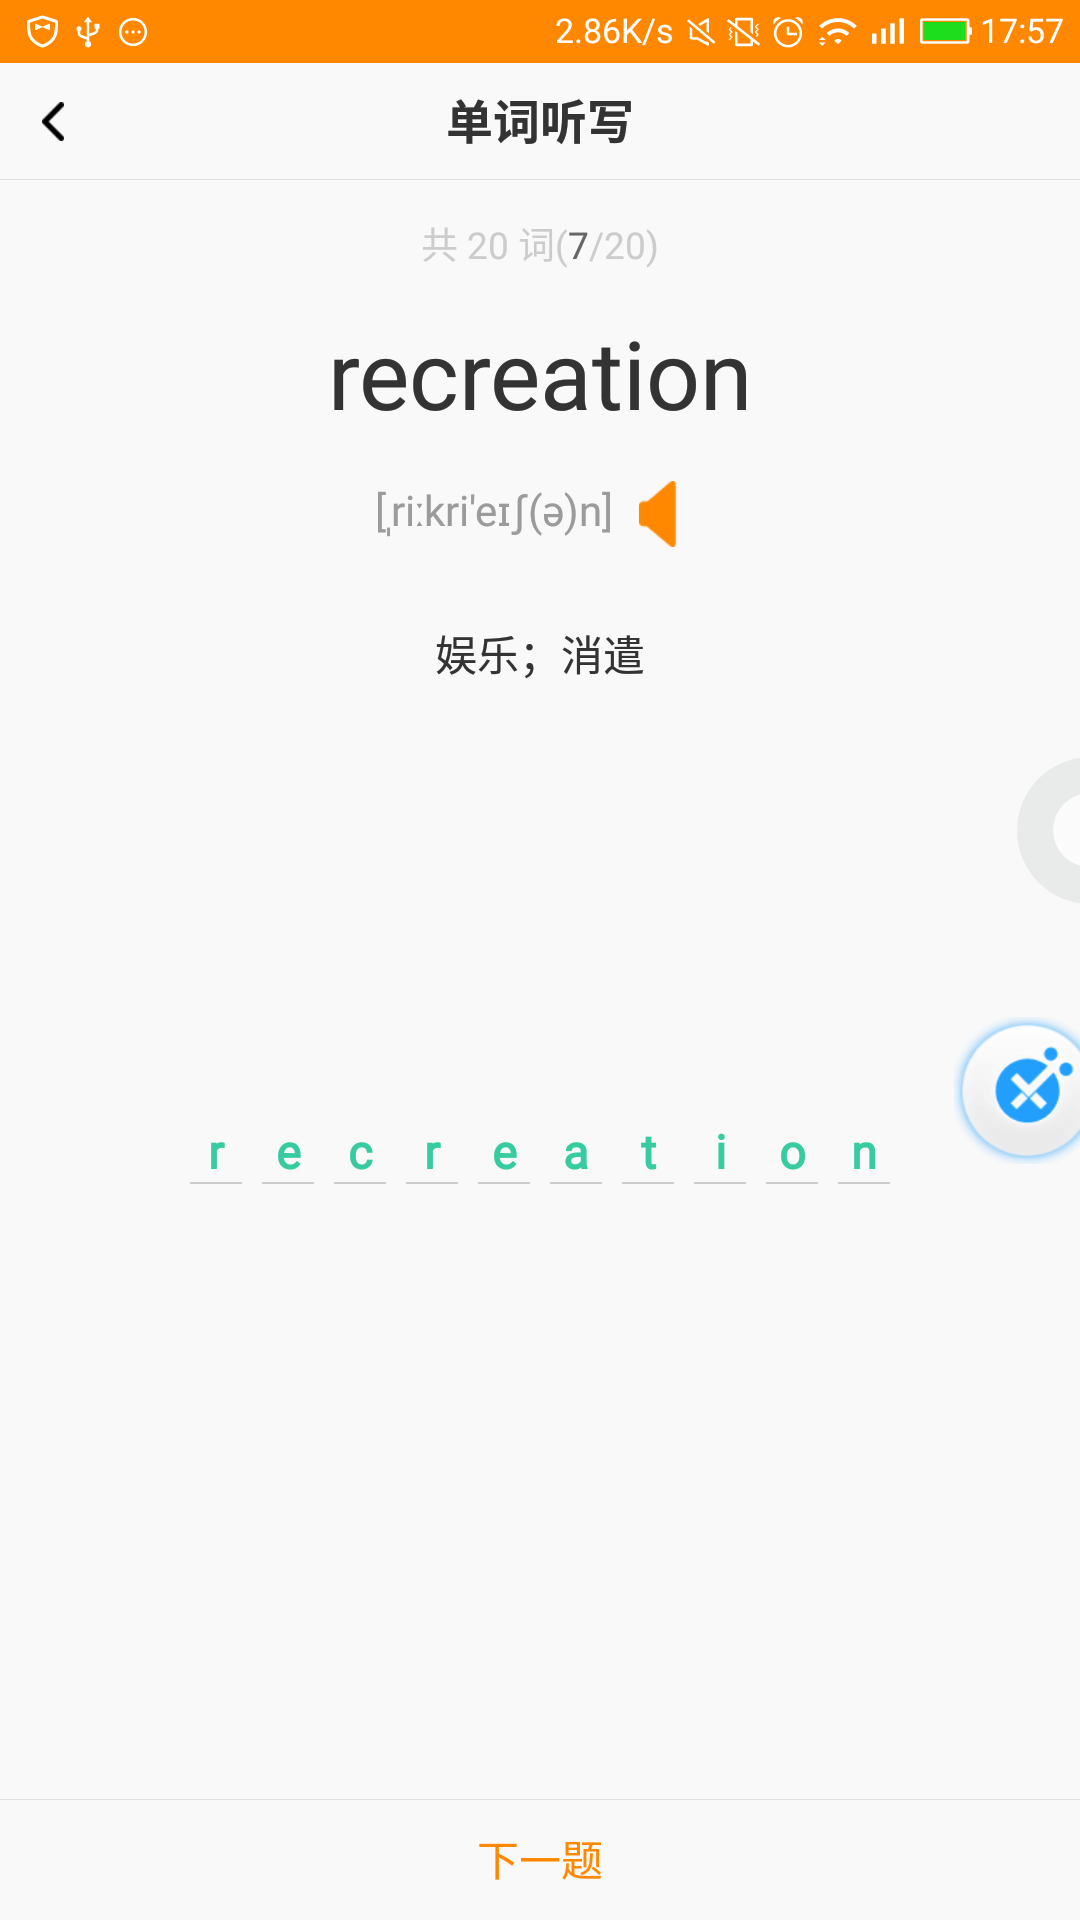 2.86K/s 17:57
单词听写
共 20 词(7/20)
recreation
[ˌriːkri'eɪʃ(ə)n]
娱乐；消遣
r e c r e a t i o n
下一题